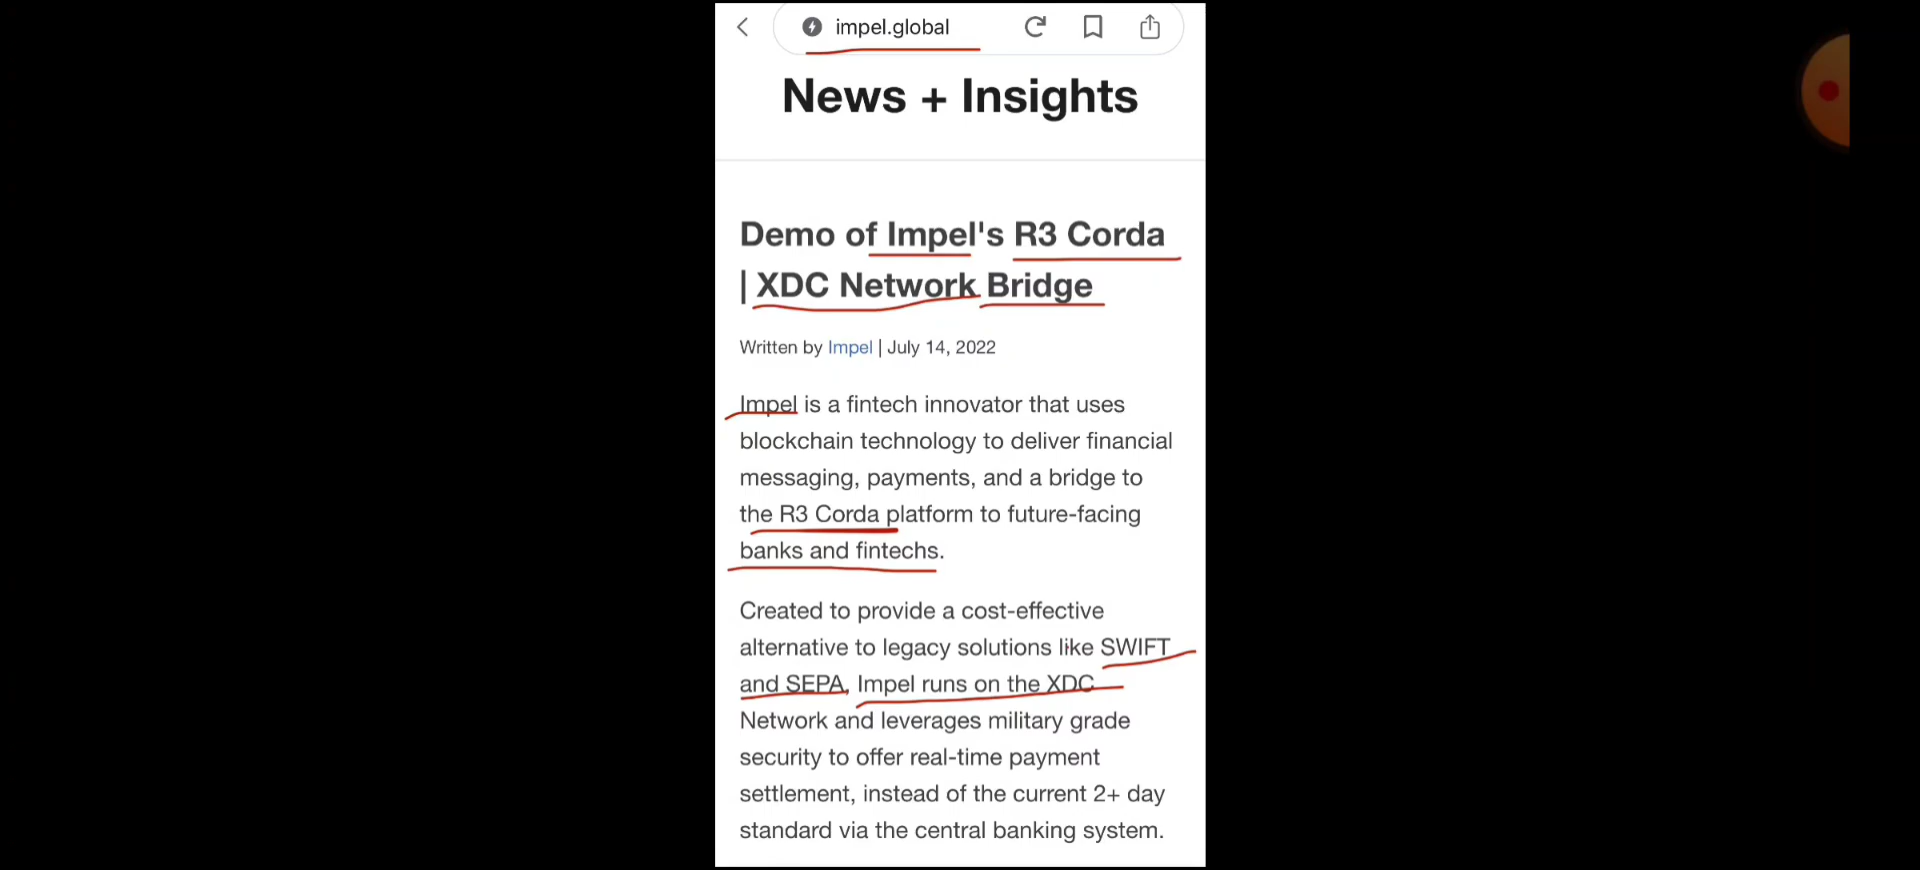 impel.global
News + Insights
Demo of Impel's R3 Corda
| XDC Network Bridge
Written by Impel | July 14, 2022
Impel is a fintech innovator that uses
blockchain technology to deliver financial
messaging, payments, and a bridge to
the R3 Corda platform to future-facing
banks and fintechs.
Created to provide a cost-effective
alternative to legacy solutions like SWIFT
and SEPA, Impel runs on the XDC
Network and leverages military grade
security to offer real-time payment
settlement, instead of the current 2+ day
standard via the central banking system.